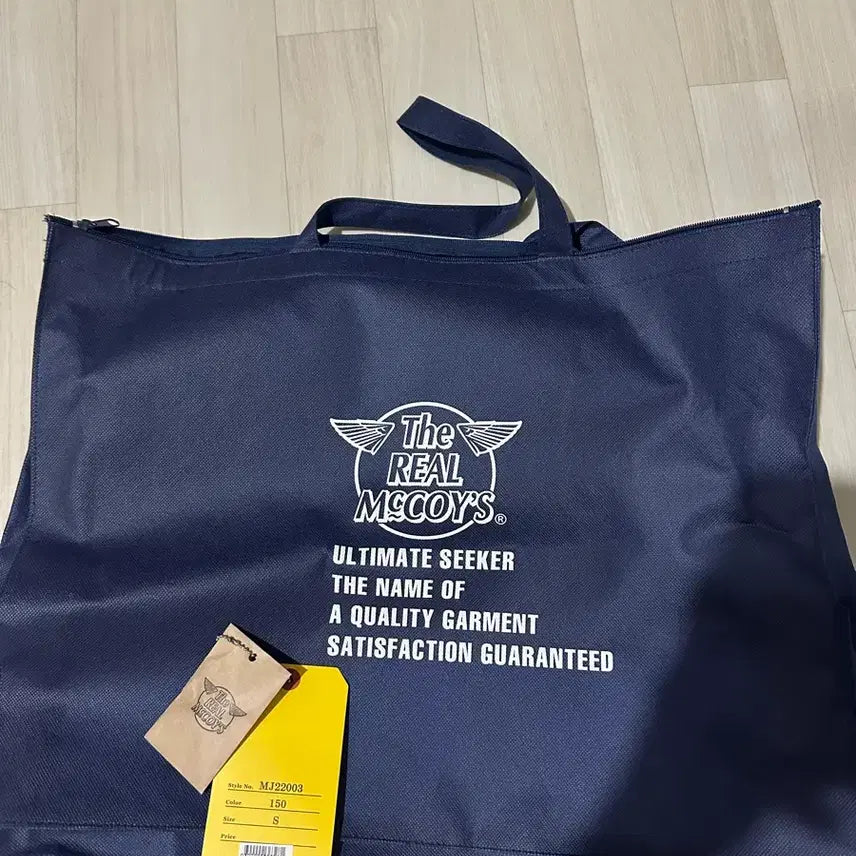 The
REAL
McCOY'S®
ULTIMATE SEEKER
THE NAME OF
A QUALITY GARMENT
SATISFACTION GUARANTEED
The
REAL
McCOY'S
Style No. MJ22003
Color 150
Size S
Price